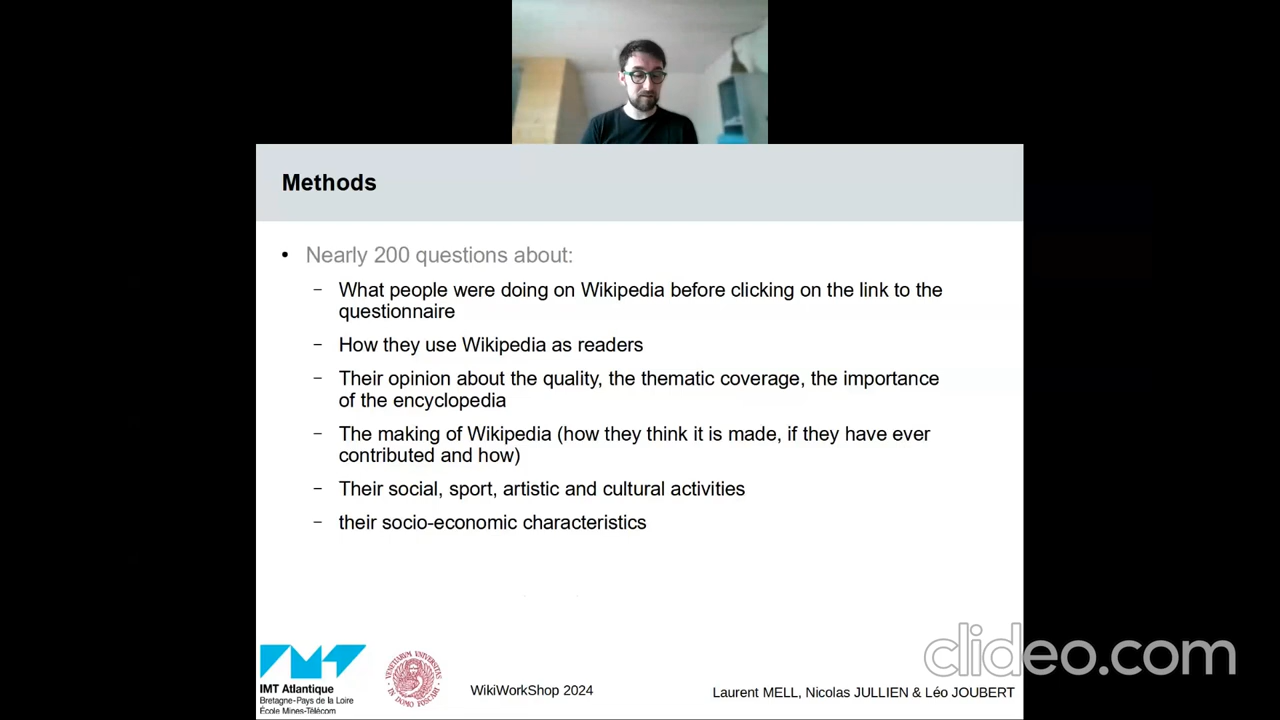 Methods
• Nearly 200 questions about:
– What people were doing on Wikipedia before clicking on the link to the
questionnaire
– How they use Wikipedia as readers
– Their opinion about the quality, the thematic coverage, the importance
of the encyclopedia
– The making of Wikipedia (how they think it is made, if they have ever
contributed and how)
– Their social, sport, artistic and cultural activities
– their socio-economic characteristics
clideo.com
IMT Atlantique
Bretagne-Pays de la Loire
École Mines-Télécom
WikiWorkShop 2024
Laurent MELL, Nicolas JULLIEN & Léo JOUBERT